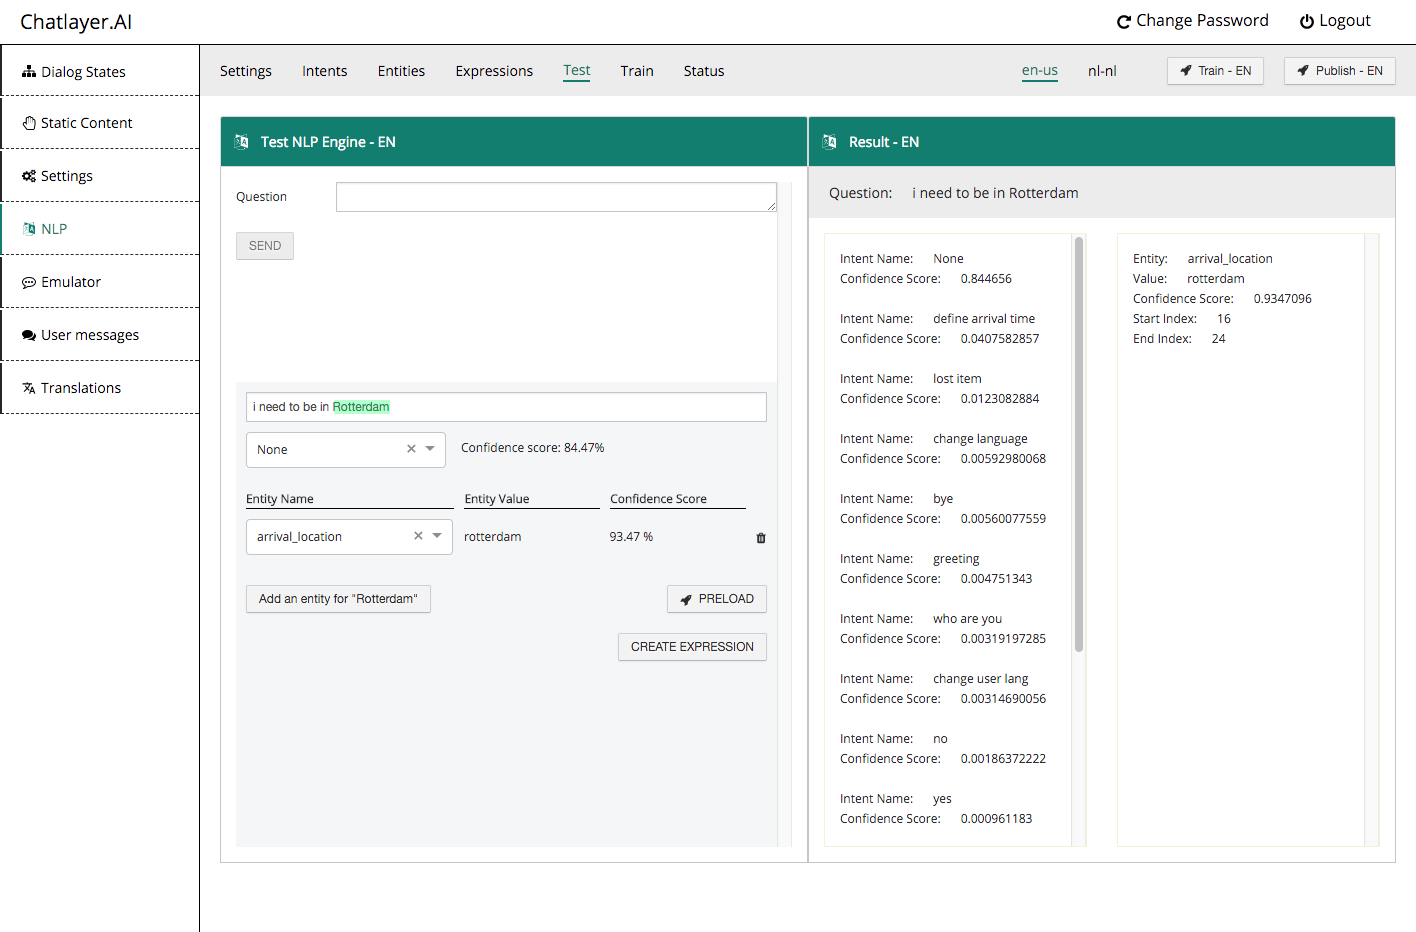 Chatlayer.AI
Change Password
Logout
Dialog States
Static Content
Settings
NLP
Emulator
User messages
Translations
Settings Intents Entities Expressions Test Train Status en-us nl-nl Train - EN Publish - EN
Test NLP Engine - EN
Question
SEND
i need to be in Rotterdam
None Confidence score: 84.47%
Entity Name Entity Value Confidence Score
arrival_location rotterdam 93.47 %
Add an entity for "Rotterdam" PRELOAD
CREATE EXPRESSION
Result - EN
Question: i need to be in Rotterdam
Intent Name: None
Confidence Score: 0.844656
Intent Name: define arrival time
Confidence Score: 0.0407582857
Intent Name: lost item
Confidence Score: 0.0123082884
Intent Name: change language
Confidence Score: 0.00592980068
Intent Name: bye
Confidence Score: 0.00560077559
Intent Name: greeting
Confidence Score: 0.004751343
Intent Name: who are you
Confidence Score: 0.00319197285
Intent Name: change user lang
Confidence Score: 0.00314690056
Intent Name: no
Confidence Score: 0.00186372222
Intent Name: yes
Confidence Score: 0.000961183
Entity: arrival_location
Value: rotterdam
Confidence Score: 0.9347096
Start Index: 16
End Index: 24